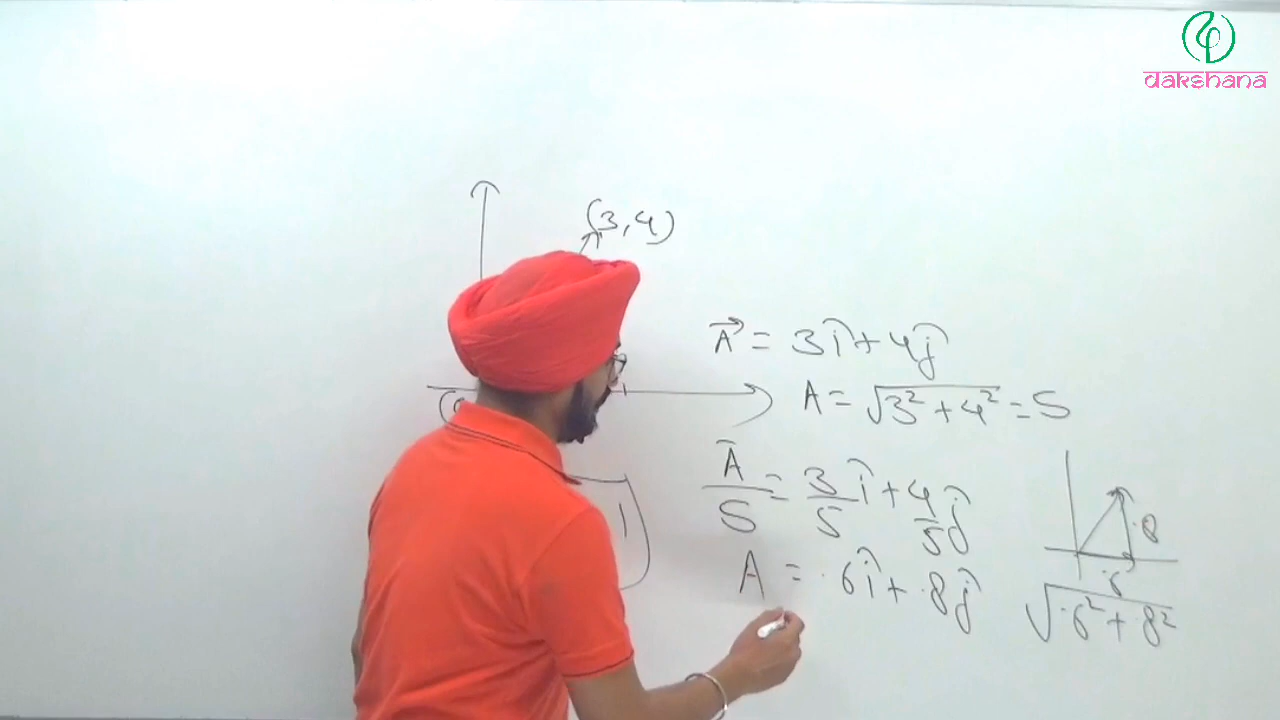 dakshana
(3,4)
A⃗ = 3î + 4ĵ
A = √3² + 4² = 5
A̅/5 = 3/5 î + 4/5 ĵ
.8
A = .6î + .8ĵ
.6
√.6² + .8²